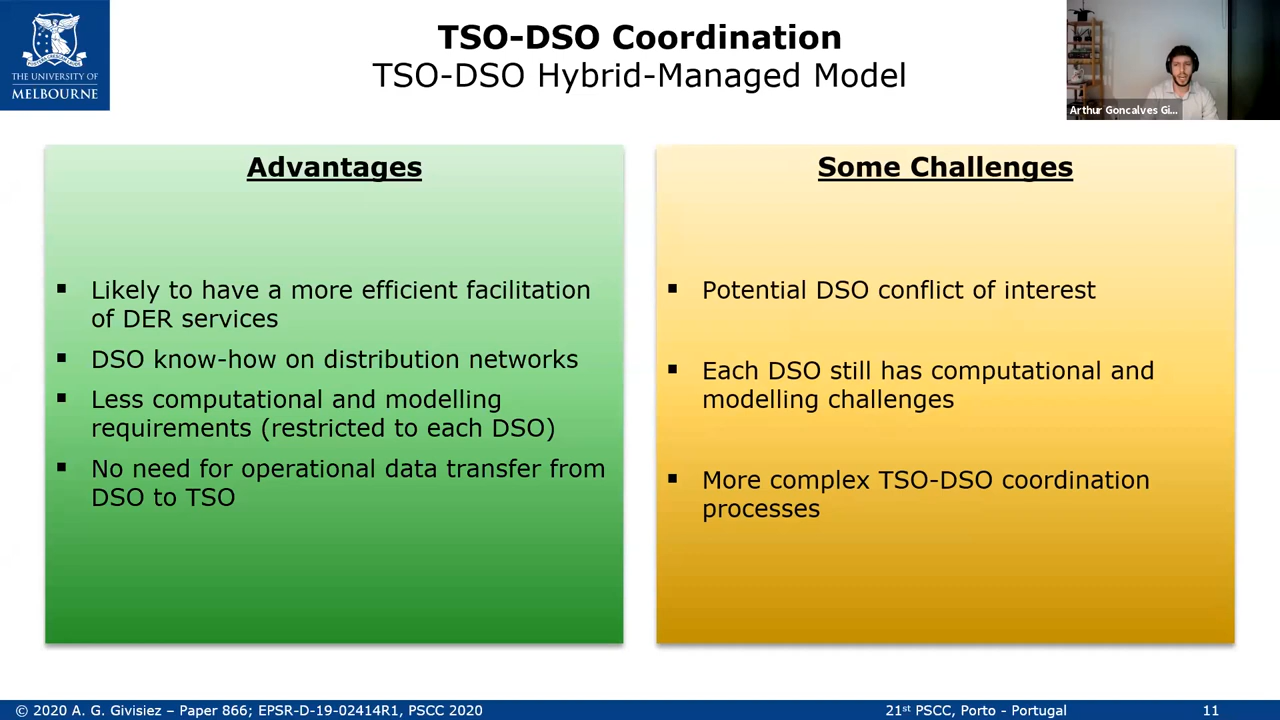 THE UNIVERSITY OF
MELBOURNE
TSO-DSO Coordination
TSO-DSO Hybrid-Managed Model
Arthur Goncalves Gi...
Advantages
▪ Likely to have a more efficient facilitation
of DER services
▪ DSO know-how on distribution networks
▪ Less computational and modelling
requirements (restricted to each DSO)
▪ No need for operational data transfer from
DSO to TSO
Some Challenges
▪ Potential DSO conflict of interest
▪ Each DSO still has computational and
modelling challenges
▪ More complex TSO-DSO coordination
processes
© 2020 A. G. Givisiez – Paper 866; EPSR-D-19-02414R1, PSCC 2020
21st PSCC, Porto - Portugal
11